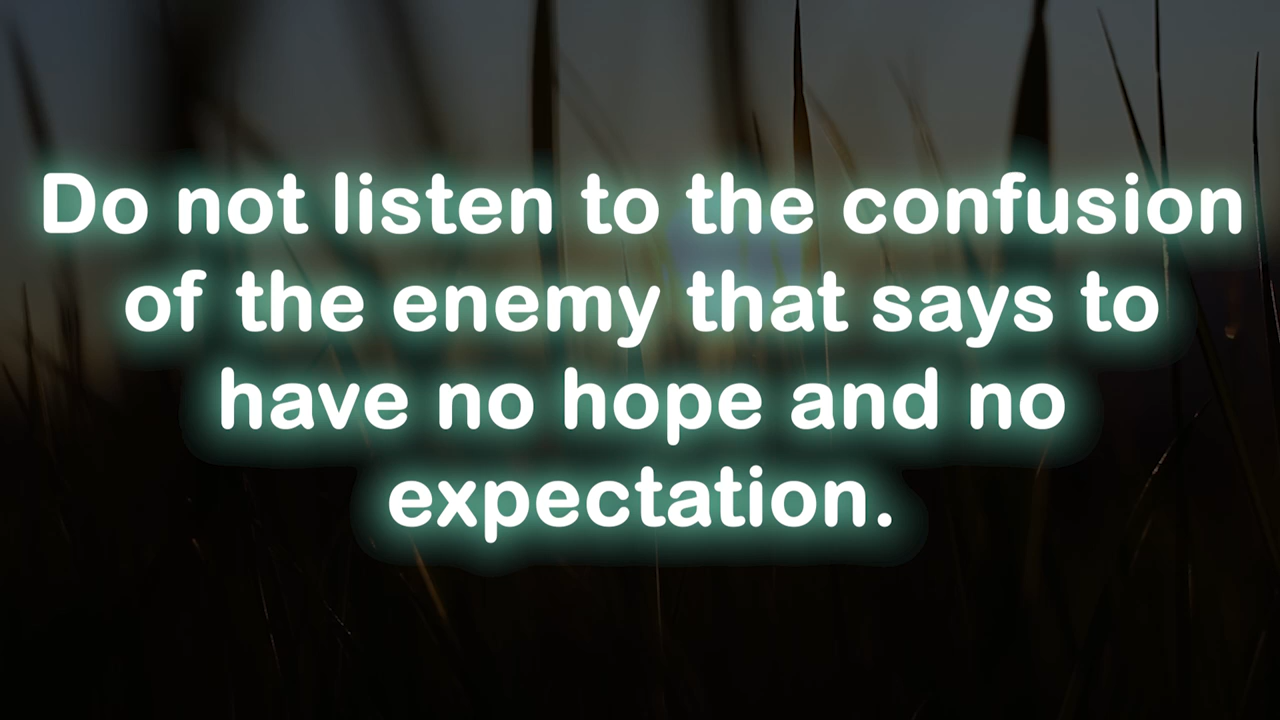 Do not listen to the confusion
of the enemy that says to
have no hope and no
expectation.